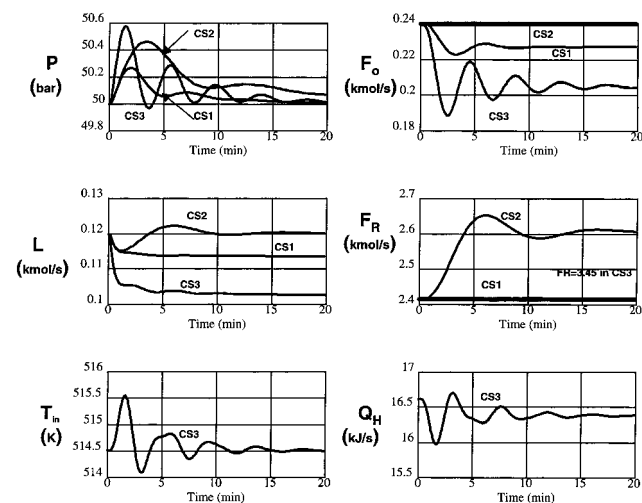 50.6
50.4
50.2
50
49.8
P
(bar)
CS2
CS3
CS1
0 5 10 15 20
Time (min)
0.24
0.22
0.2
0.18
Fo
(kmol/s)
CS2
CS1
CS3
0 5 10 15 20
Time (min)
0.13
0.12
0.11
0.1
L
(kmol/s)
CS2
CS1
CS3
0 5 10 15 20
Time (min)
2.7
2.6
2.5
2.4
FR
(kmol/s)
CS2
FR=3.45 in CS3
CS1
0 5 10 15 20
Time (min)
516
515.5
515
514.5
514
Tin
(K)
CS3
0 5 10 15 20
Time (min)
17
16.5
16
15.5
QH
(kJ/s)
CS3
0 5 10 15 20
Time (min)